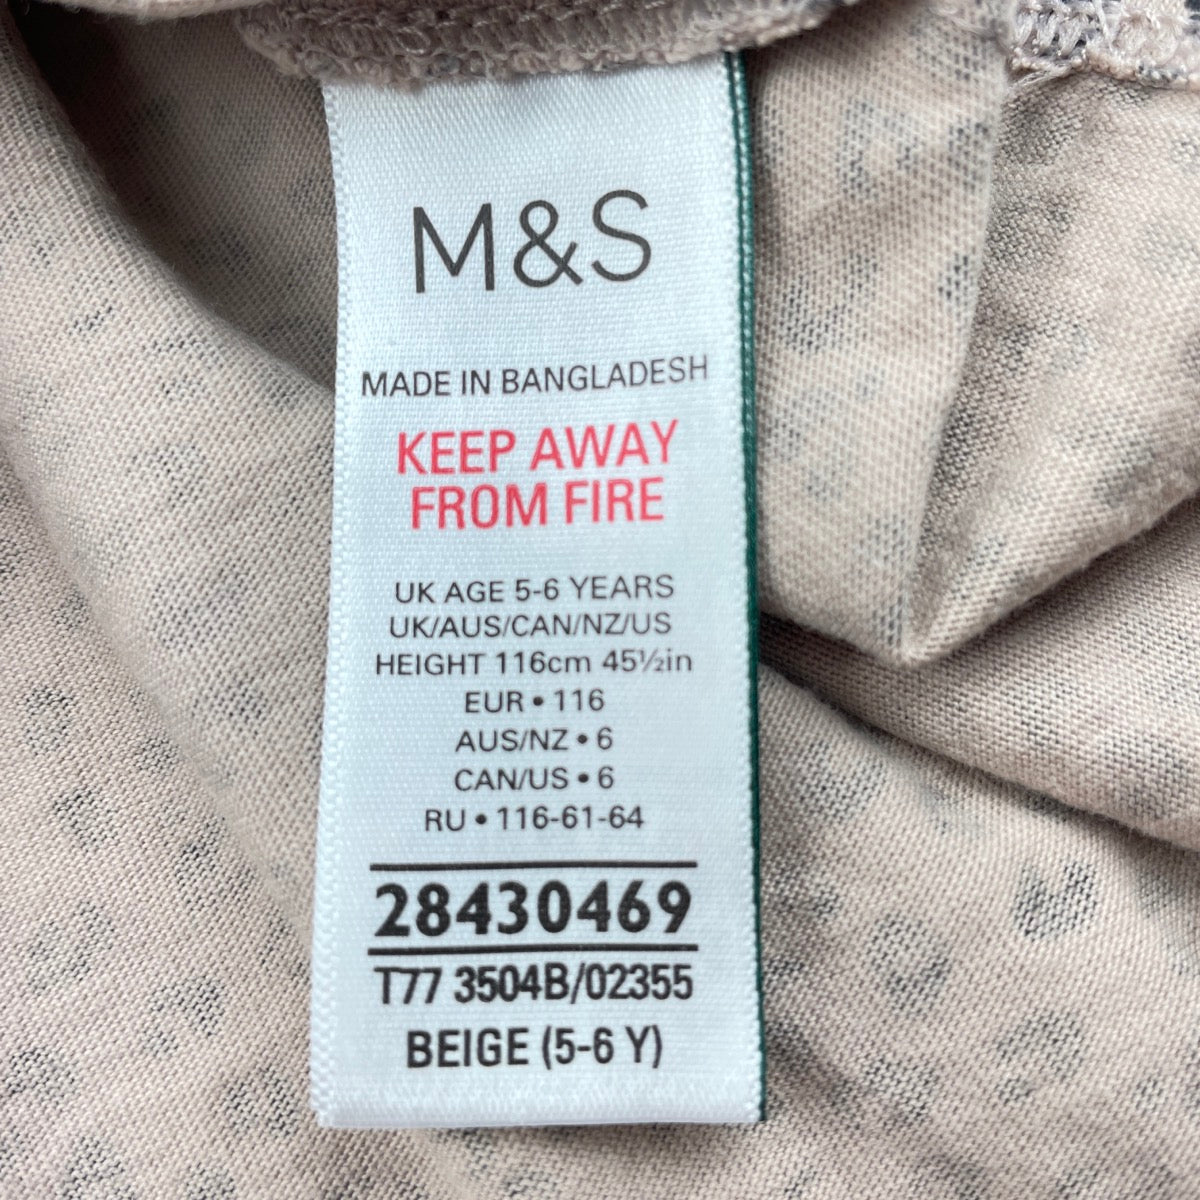 M&S
MADE IN BANGLADESH
KEEP AWAY
FROM FIRE
UK AGE 5-6 YEARS
UK/AUS/CAN/NZ/US
HEIGHT 116cm 45½in
EUR • 116
AUS/NZ • 6
CAN/US • 6
RU • 116-61-64
28430469
T77 3504B/02355
BEIGE (5-6 Y)